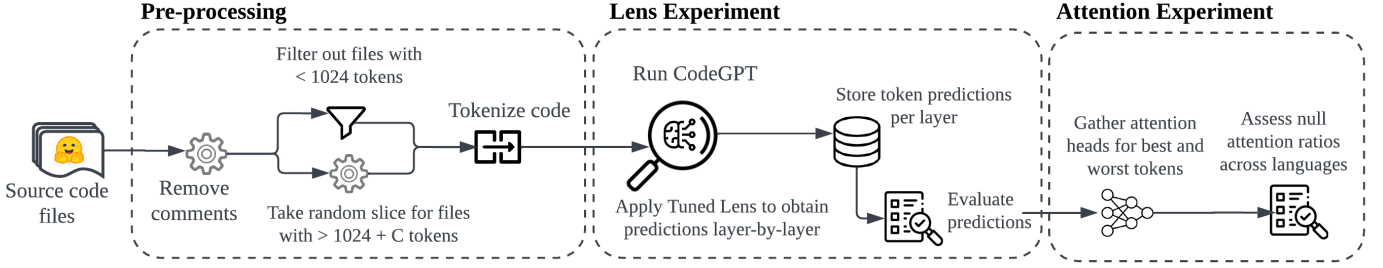 Pre-processing
Lens Experiment
Attention Experiment
Source code
files
Remove
comments
Filter out files with
< 1024 tokens
Take random slice for files
with > 1024 + C tokens
Tokenize code
Run CodeGPT
Apply Tuned Lens to obtain
predictions layer-by-layer
Store token predictions
per layer
Evaluate
predictions
Gather attention
heads for best and
worst tokens
Assess null
attention ratios
across languages